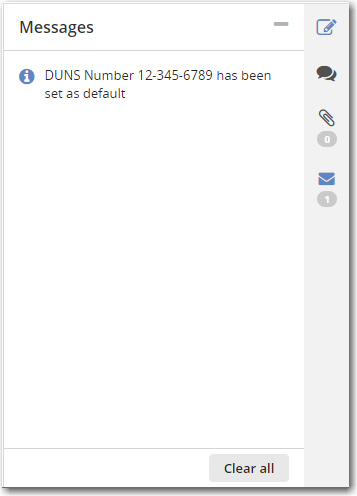 Messages
DUNS Number 12-345-6789 has been
set as default
0
1
Clear all